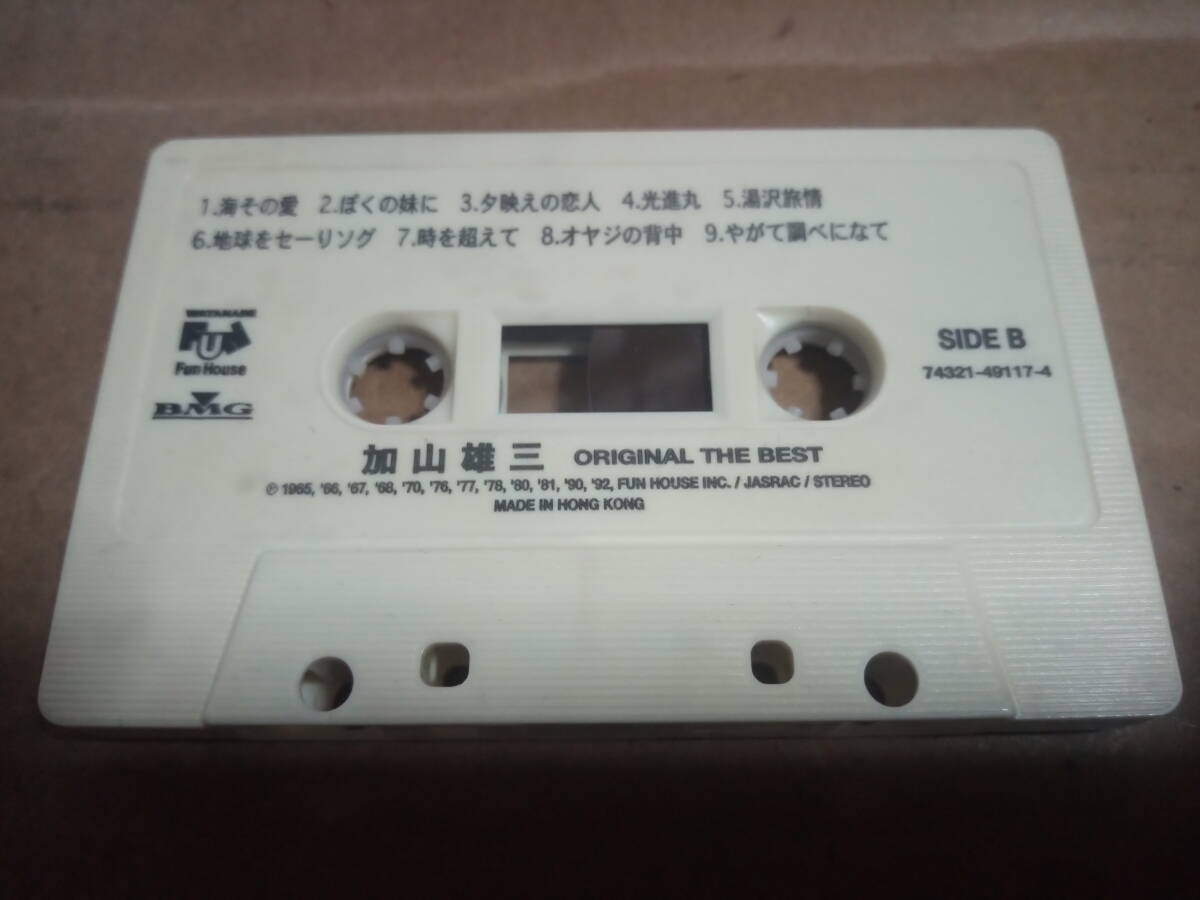 1.海その愛 2.ぼくの妹に 3.夕映えの恋人 4.光進丸 5.湯沢旅情
6.地球をセーリソグ 7.時を超えて 8.オヤジの背中 9.やがて調べになて
WATANABE
FUN
Fun House
BMG
SIDE B
74321-49117-4
加山雄三 ORIGINAL THE BEST
℗ 1965, '66, '67, '68, '70, '76, '77, '78, '80, '81, '90, '92, FUN HOUSE INC. / JASRAC / STEREO
MADE IN HONG KONG